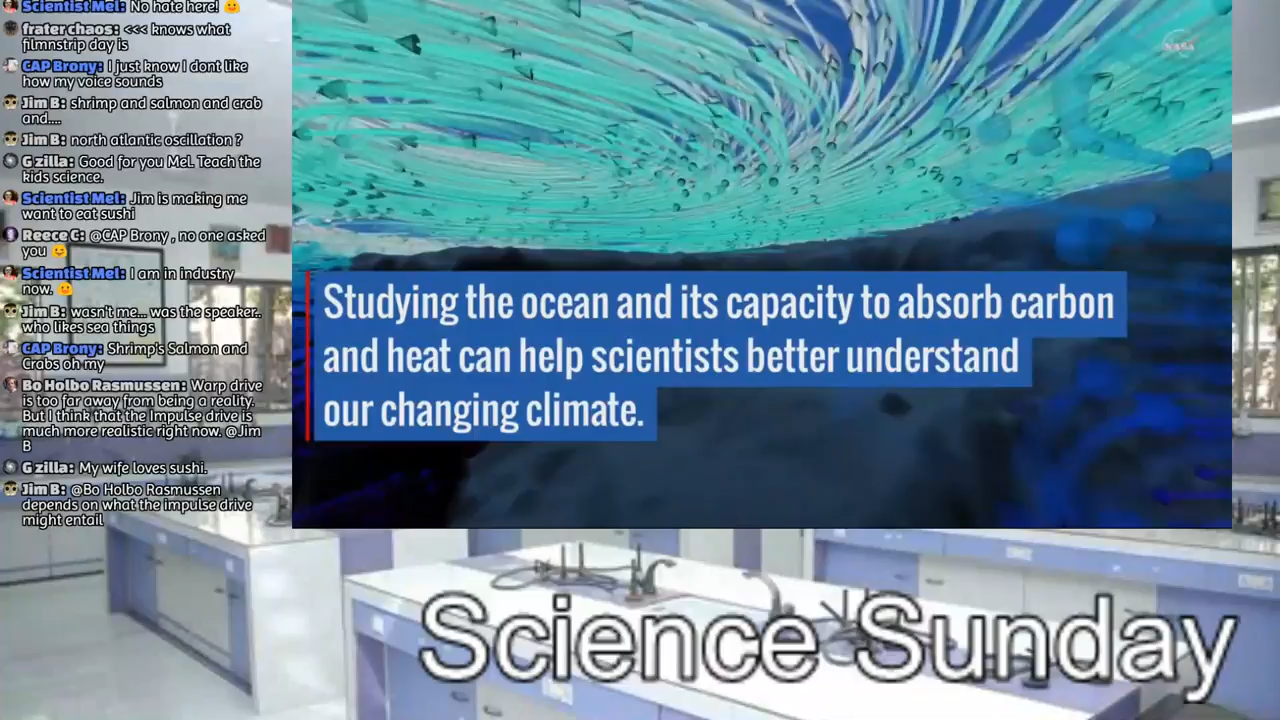 Scientist Mel: No hate here!
fraterchaos: <<< knows what
filmnstrip day is
CAP Brony: I just know I dont like
how my voice sounds
Jim B: shrimp and salmon and crab
and....
Jim B: north atlantic oscillation ?
G zilla: Good for you Mel. Teach the
kids science.
Scientist Mel: Jim is making me
want to eat sushi
Reece C: @CAP Brony , no one asked
you
Scientist Mel: I am in industry
now.
Jim B: wasn't me... was the speaker..
who likes sea things
CAP Brony: Shrimp's Salmon and
Crabs oh my
Bo Holbo Rasmussen: Warp drive
is too far away from being a reality.
But I think that the Impulse drive is
much more realistic right now. @Jim
B
G zilla: My wife loves sushi.
Jim B: @Bo Holbo Rasmussen
depends on what the impulse drive
might entail
NASA
Studying the ocean and its capacity to absorb carbon
and heat can help scientists better understand
our changing climate.
Science Sunday